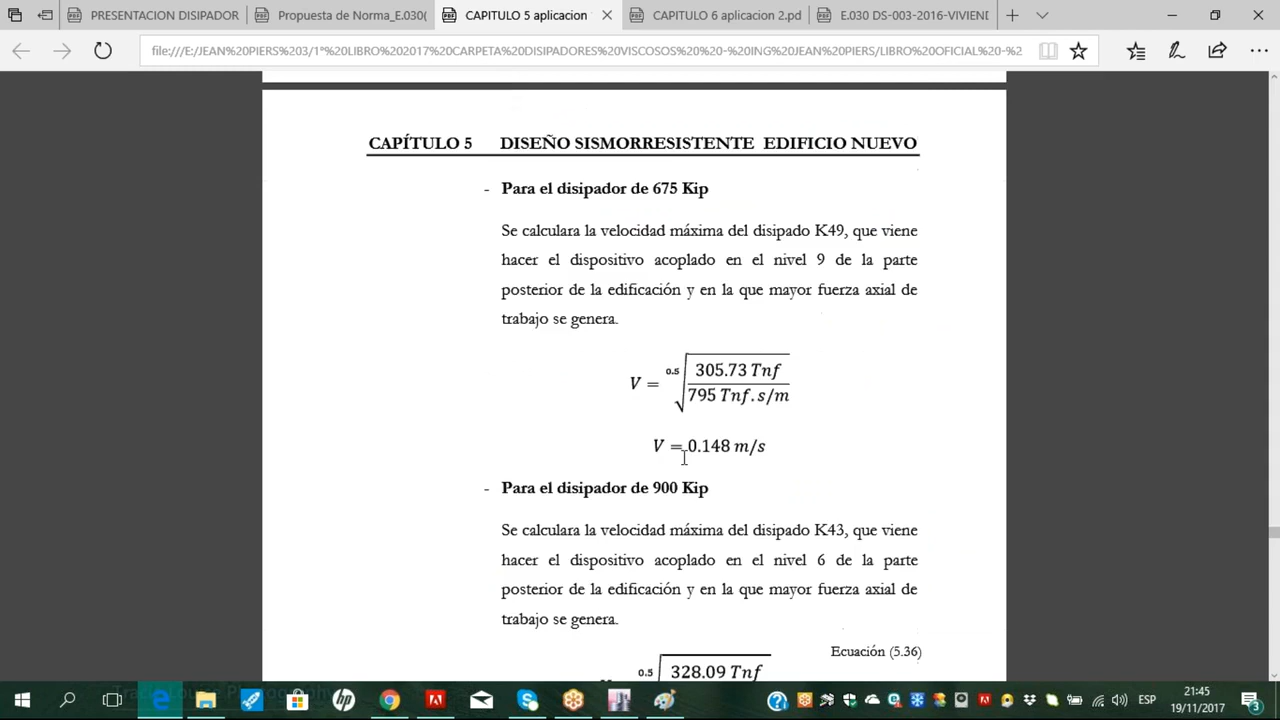 PRESENTACION DISIPADOR
Propuesta de Norma_E.030(
CAPITULO 5 aplicacion
CAPITULO 6 aplicacion 2.pd
E.030 DS-003-2016-VIVIEND
file:///E:/JEAN%20PIERS%203/1º%20LIBRO%202017%20CARPETA%20DISIPADORES%20VISCOSOS%20%20-%20ING%20JEAN%20PIERS/LIBRO%20OFICIAL%20-%2
CAPÍTULO 5 DISEÑO SISMORRESISTENTE EDIFICIO NUEVO
- Para el disipador de 675 Kip
Se calculara la velocidad máxima del disipado K49, que viene
hacer el dispositivo acoplado en el nivel 9 de la parte
posterior de la edificación y en la que mayor fuerza axial de
trabajo se genera.
0.5 305.73 Tnf
V =
795 Tnf.s/m
V = 0.148 m/s
- Para el disipador de 900 Kip
Se calculara la velocidad máxima del disipado K43, que viene
hacer el dispositivo acoplado en el nivel 6 de la parte
posterior de la edificación y en la que mayor fuerza axial de
trabajo se genera.
Ecuación (5.36)
0.5 328.09 Tnf
ESP
21:45
19/11/2017
3